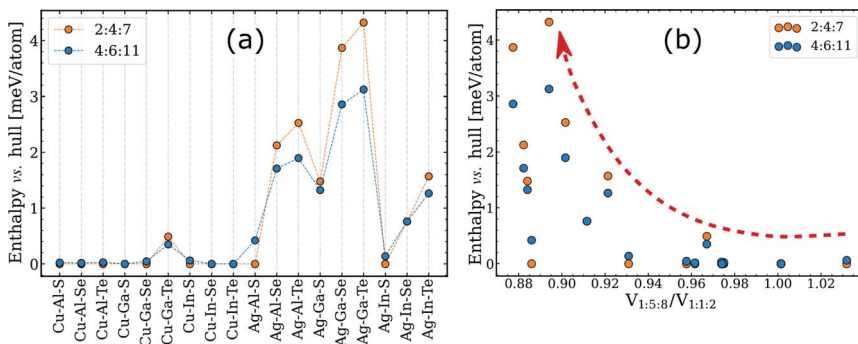 (a)
2:4:7
4:6:11
Enthalpy vs. hull [meV/atom]
4
3
2
1
0
Cu-Al-S
Cu-Al-Se
Cu-Al-Te
Cu-Ga-S
Cu-Ga-Se
Cu-Ga-Te
Cu-In-S
Cu-In-Se
Cu-In-Te
Ag-Al-S
Ag-Al-Se
Ag-Al-Te
Ag-Ga-S
Ag-Ga-Se
Ag-Ga-Te
Ag-In-S
Ag-In-Se
Ag-In-Te
(b)
2:4:7
4:6:11
Enthalpy vs. hull [meV/atom]
4
3
2
1
0
0.88 0.90 0.92 0.94 0.96 0.98 1.00 1.02
V1:5:8/V1:1:2